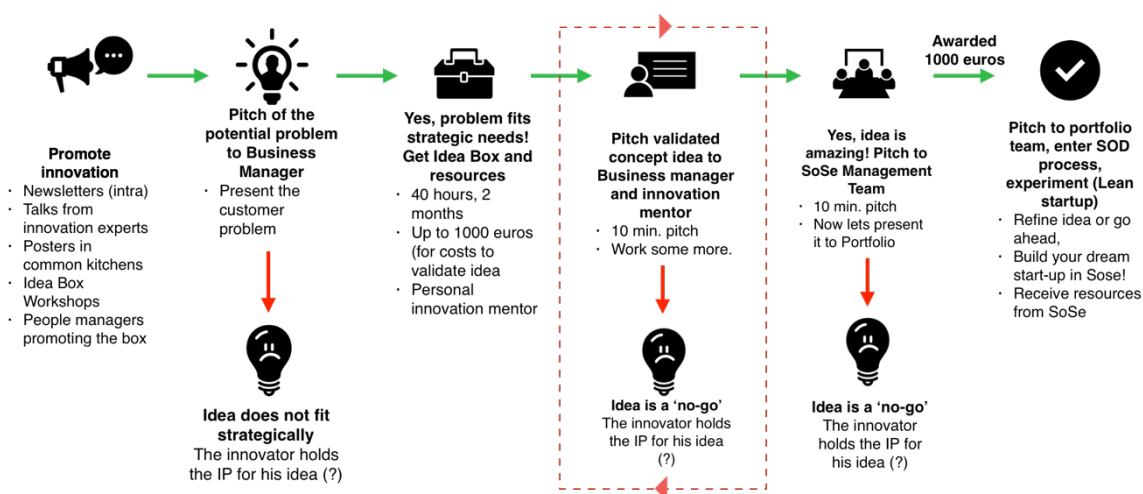 Promote
innovation
· Newsletters (intra)
· Talks from
innovation experts
· Posters in
common kitchens
· Idea Box
Workshops
· People managers
promoting the box
Pitch of the
potential problem
to Business
Manager
· Present the
customer
problem
Idea does not fit
strategically
The innovator holds
the IP for his idea (?)
Yes, problem fits
strategic needs!
Get Idea Box and
resources
· 40 hours, 2
months
· Up to 1000 euros
(for costs to
validate idea
· Personal
innovation mentor
Pitch validated
concept idea to
Business manager
and innovation
mentor
· 10 min. pitch
· Work some more.
Idea is a ‘no-go’
The innovator holds
the IP for his idea
(?)
Yes, idea is
amazing! Pitch to
SoSe Management
Team
· 10 min. pitch
· Now lets present
it to Portfolio
Idea is a ‘no-go’
The innovator
holds the IP for
his idea (?)
Awarded
1000 euros
Pitch to portfolio
team, enter SOD
process,
experiment (Lean
startup)
· Refine idea or go
ahead,
· Build your dream
start-up in Sose!
· Receive resources
from SoSe